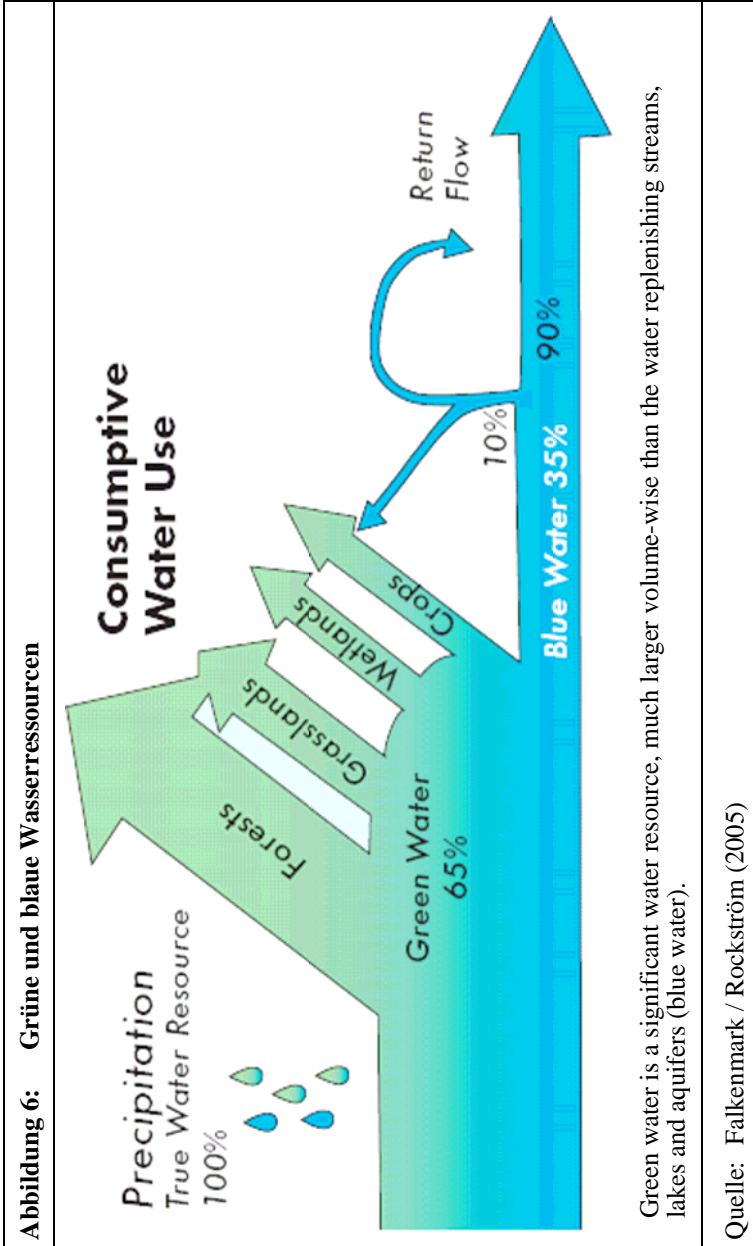 Abbildung 6: Grüne und blaue Wasserressourcen
Consumptive
Water Use
Precipitation
True Water Resource
100%
Forests
Grasslands
Wetlands
Crops
Green Water
65%
Return
Flow
10%
90%
Blue Water 35%
Green water is a significant water resource, much larger volume-wise than the water replenishing streams,
lakes and aquifers (blue water).
Quelle: Falkenmark / Rockström (2005)